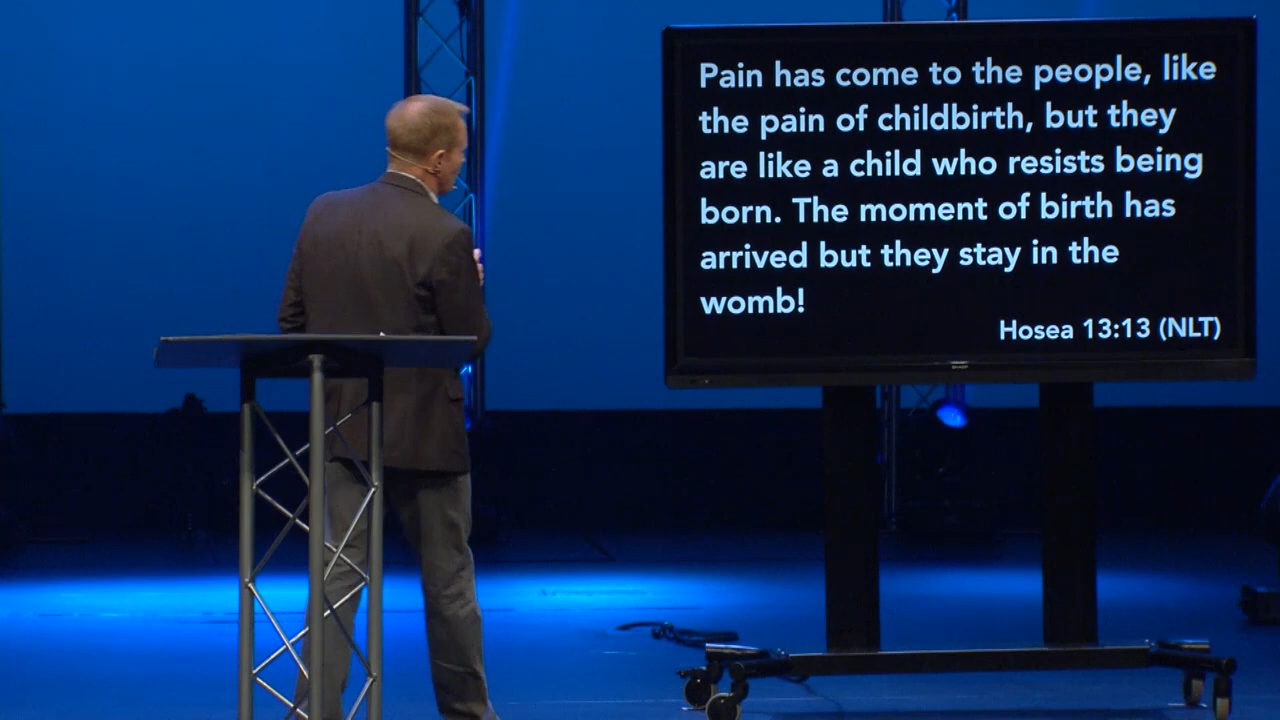 Pain has come to the people, like
the pain of childbirth, but they
are like a child who resists being
born. The moment of birth has
arrived but they stay in the
womb!
Hosea 13:13 (NLT)
SHARP